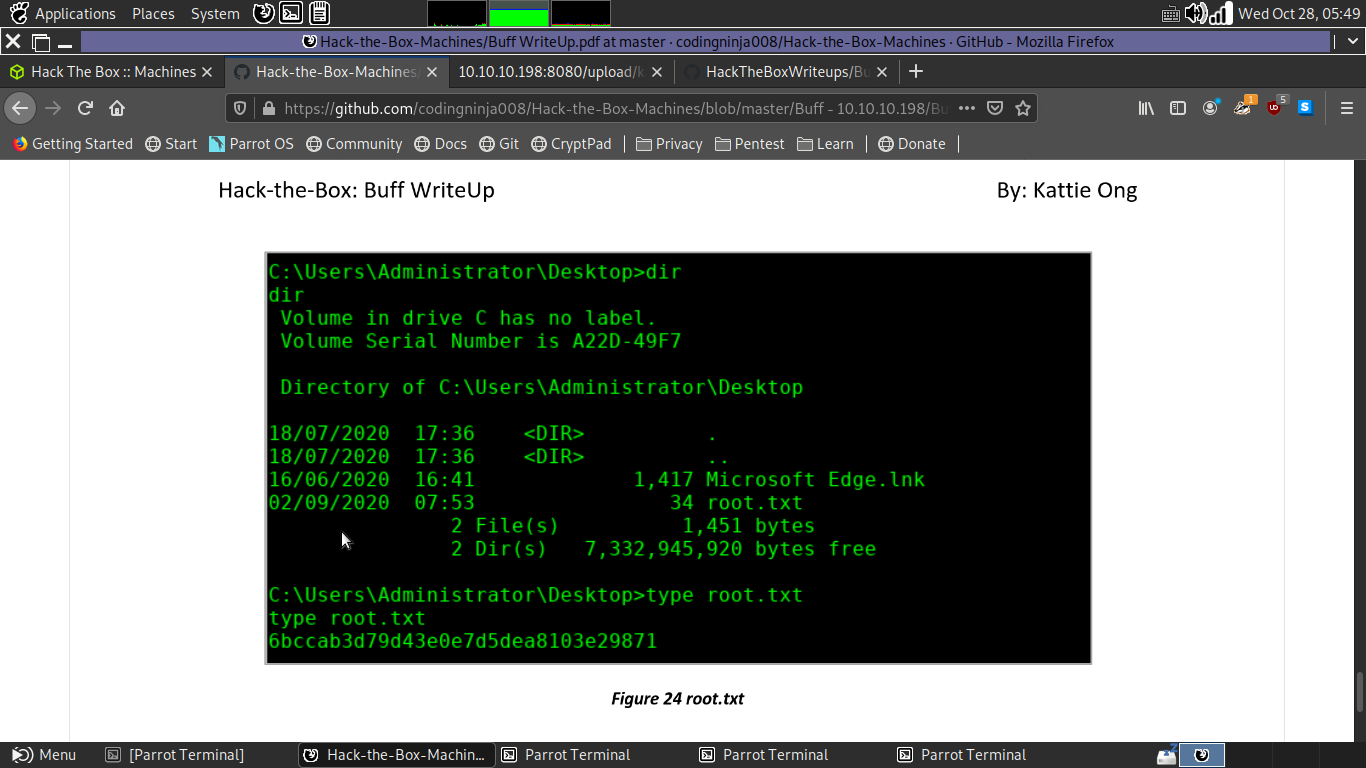 Applications Places System Wed Oct 28, 05:49
Hack-the-Box-Machines/Buff WriteUp.pdf at master · codingninja008/Hack-the-Box-Machines · GitHub - Mozilla Firefox
Hack The Box :: Machines Hack-the-Box-Machines/ 10.10.10.198:8080/upload/k HackTheBoxWriteups/Bu
https://github.com/codingninja008/Hack-the-Box-Machines/blob/master/Buff - 10.10.10.198/Bu 1 5 S
Getting Started Start Parrot OS Community Docs Git CryptPad Privacy Pentest Learn Donate
Hack-the-Box: Buff WriteUp By: Kattie Ong
C:\Users\Administrator\Desktop>dir
dir
Volume in drive C has no label.
Volume Serial Number is A22D-49F7
Directory of C:\Users\Administrator\Desktop
18/07/2020 17:36 <DIR> .
18/07/2020 17:36 <DIR> ..
16/06/2020 16:41 1,417 Microsoft Edge.lnk
02/09/2020 07:53 34 root.txt
2 File(s) 1,451 bytes
2 Dir(s) 7,332,945,920 bytes free
C:\Users\Administrator\Desktop>type root.txt
type root.txt
6bccab3d79d43e0e7d5dea8103e29871
Figure 24 root.txt
Menu [Parrot Terminal] Hack-the-Box-Machin... Parrot Terminal Parrot Terminal Parrot Terminal